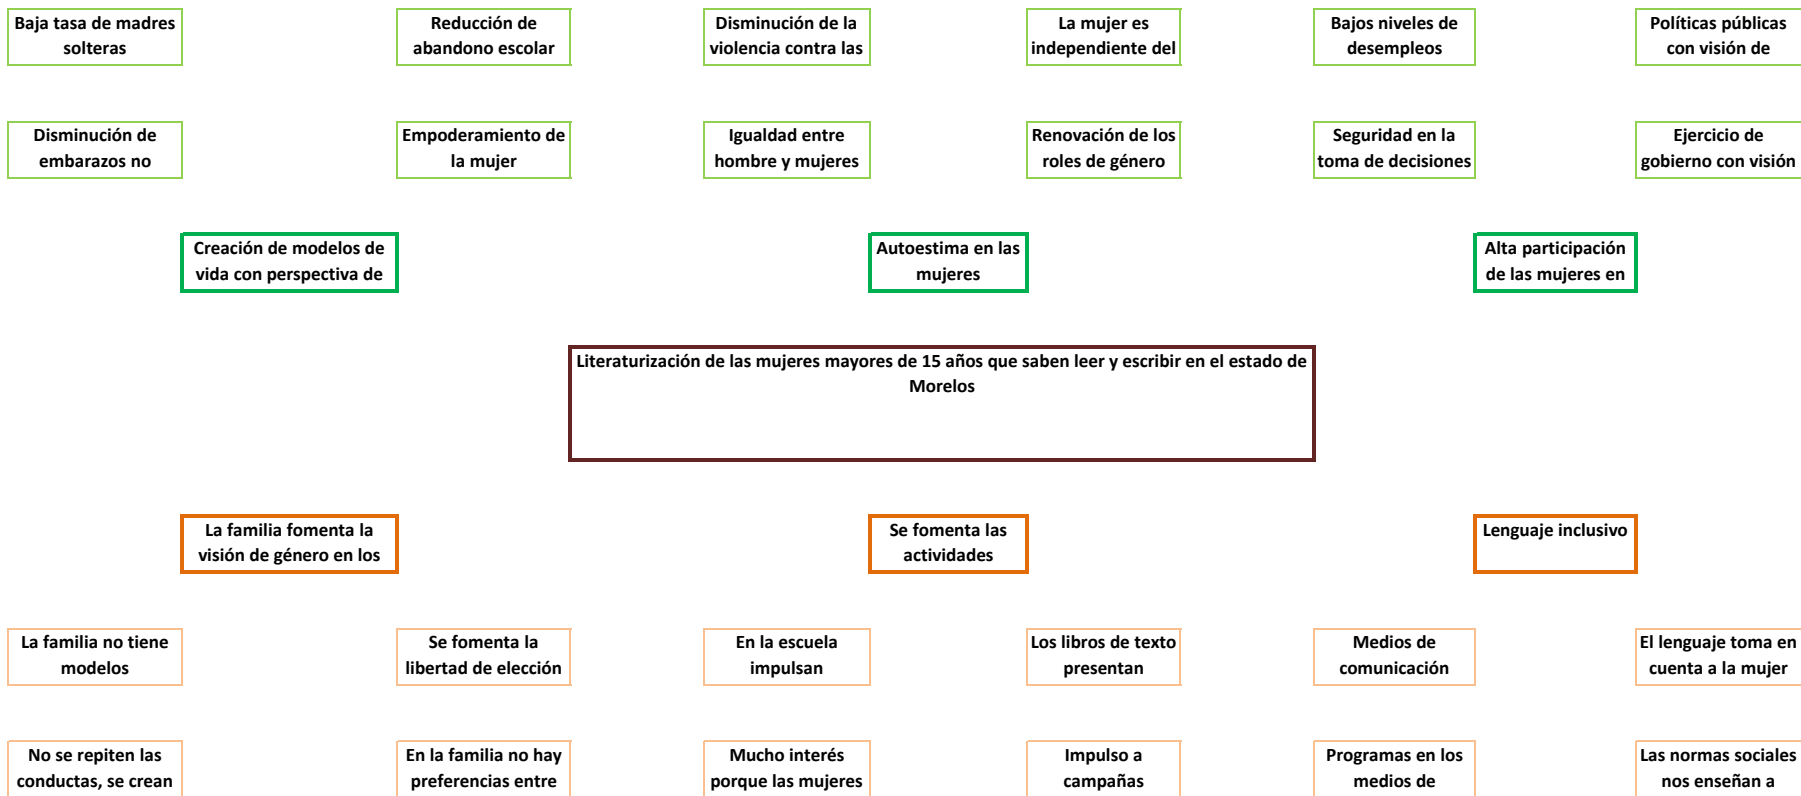 Baja tasa de madres
solteras
Reducción de
abandono escolar
Disminución de la
violencia contra las
La mujer es
independiente del
Bajos niveles de
desempleos
Políticas públicas
con visión de
Disminución de
embarazos no
Empoderamiento de
la mujer
Igualdad entre
hombre y mujeres
Renovación de los
roles de género
Seguridad en la
toma de decisiones
Ejercicio de
gobierno con visión
Creación de modelos de
vida con perspectiva de
Autoestima en las
mujeres
Alta participación
de las mujeres en
Literaturización de las mujeres mayores de 15 años que saben leer y escribir en el estado de
Morelos
La familia fomenta la
visión de género en los
Se fomenta las
actividades
Lenguaje inclusivo
La familia no tiene
modelos
Se fomenta la
libertad de elección
En la escuela
impulsan
Los libros de texto
presentan
Medios de
comunicación
El lenguaje toma en
cuenta a la mujer
No se repiten las
conductas, se crean
En la familia no hay
preferencias entre
Mucho interés
porque las mujeres
Impulso a
campañas
Programas en los
medios de
Las normas sociales
nos enseñan a